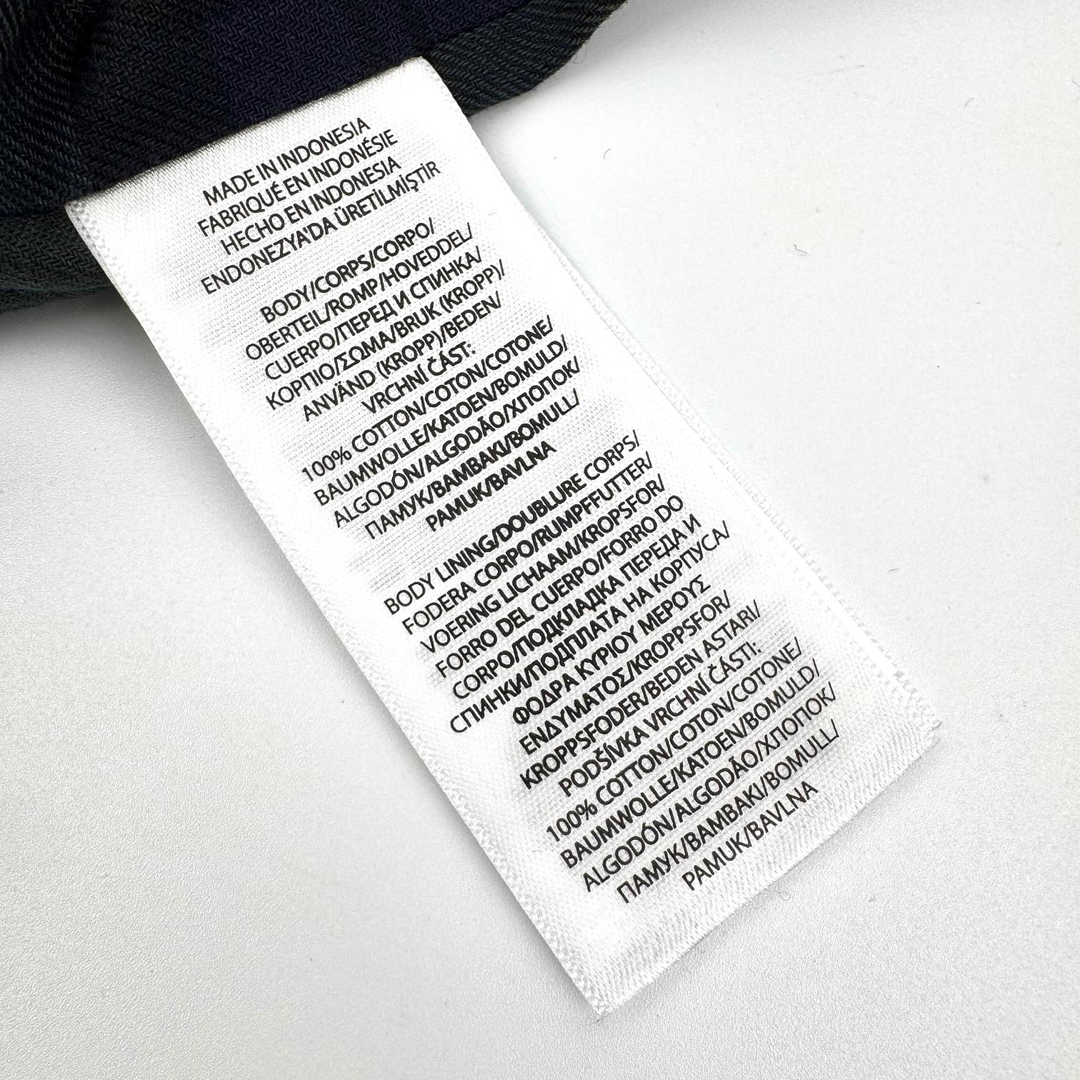 MADE IN INDONESIA
FABRIQUÉ EN INDONÉSIE
HECHO EN INDONESIA
ENDONEZYA'DA ÜRETİLMİŞTİR
BODY/CORPS/CORPO/
OBERTEIL/ROMP/HOVEDDEL/
CUERPO/ПЕРЕД И СПИНКА/
ΚΟΡΠΙΟ/ΣΩΜΑ/BRUK (KROPP)/
ANVÄND (KROPP)/BEDEN/
VRCHNÍ ČÁST:
100% COTTON/COTON/COTONE/
BAUMWOLLE/KATOEN/BOMULD/
ALGODÓN/ALGODÃO/ХЛОПОК/
ПАМУК/BAMBAKI/BOMULL/
PAMUK/BAVLNA
BODY LINING/DOUBLURE CORPS/
FODERA CORPO/RUMPFFUTTER/
VOERING LICHAAM/KROPSFOR/
FORRO DEL CUERPO/FORRO DO
CORPO/ПОДКЛАДКА ПЕРЕДА И
СПИНКИ/ПОДПЛАТА НА КОРПУСА/
ΦΟΔΡΑ ΚΥΡΙΟΥ ΜΕΡΟΥΣ
ΕΝΔΥΜΑΤΟΣ/KROPPSFOR/
KROPPSFODER/BEDEN ASTARI/
PODŠÍVKA VRCHNÍ ČÁSTI:
100% COTTON/COTON/COTONE/
BAUMWOLLE/KATOEN/BOMULD/
ALGODÓN/ALGODÃO/ХЛОПОК/
ПАМУК/BAMBAKI/BOMULL/
PAMUK/BAVLNA